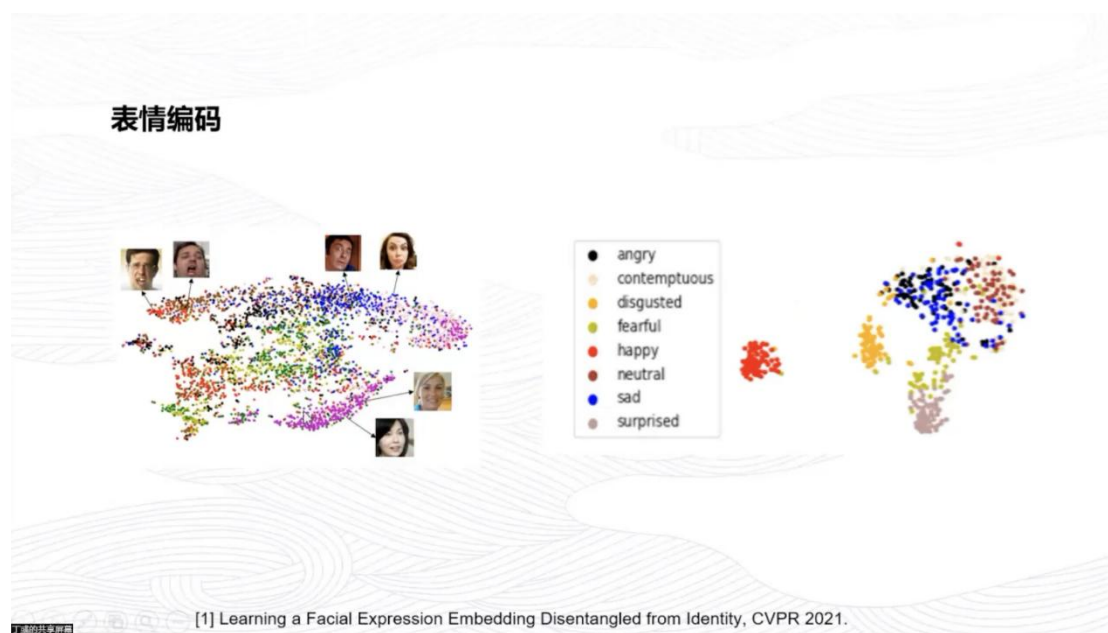 表情编码
angry
contemptuous
disgusted
fearful
happy
neutral
sad
surprised
[1] Learning a Facial Expression Embedding Disentangled from Identity, CVPR 2021.